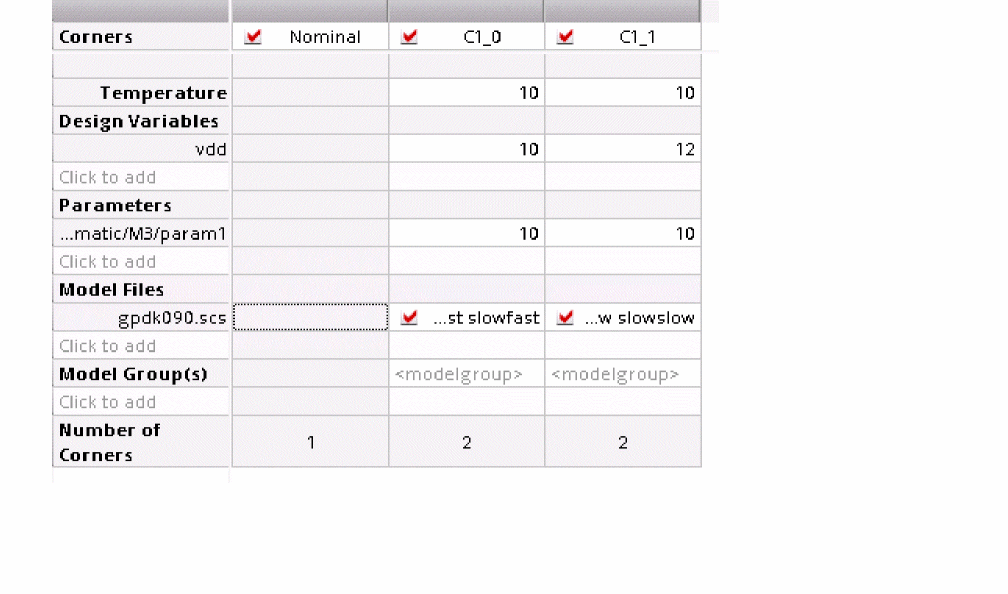 Corners Nominal C1_0 C1_1
Temperature 10 10
Design Variables
vdd 10 12
Click to add
Parameters
...matic/M3/param1 10 10
Click to add
Model Files
gpdk090.scs ...st slowfast ...w slowslow
Click to add
Model Group(s) <modelgroup> <modelgroup>
Click to add
Number of
Corners 1 2 2